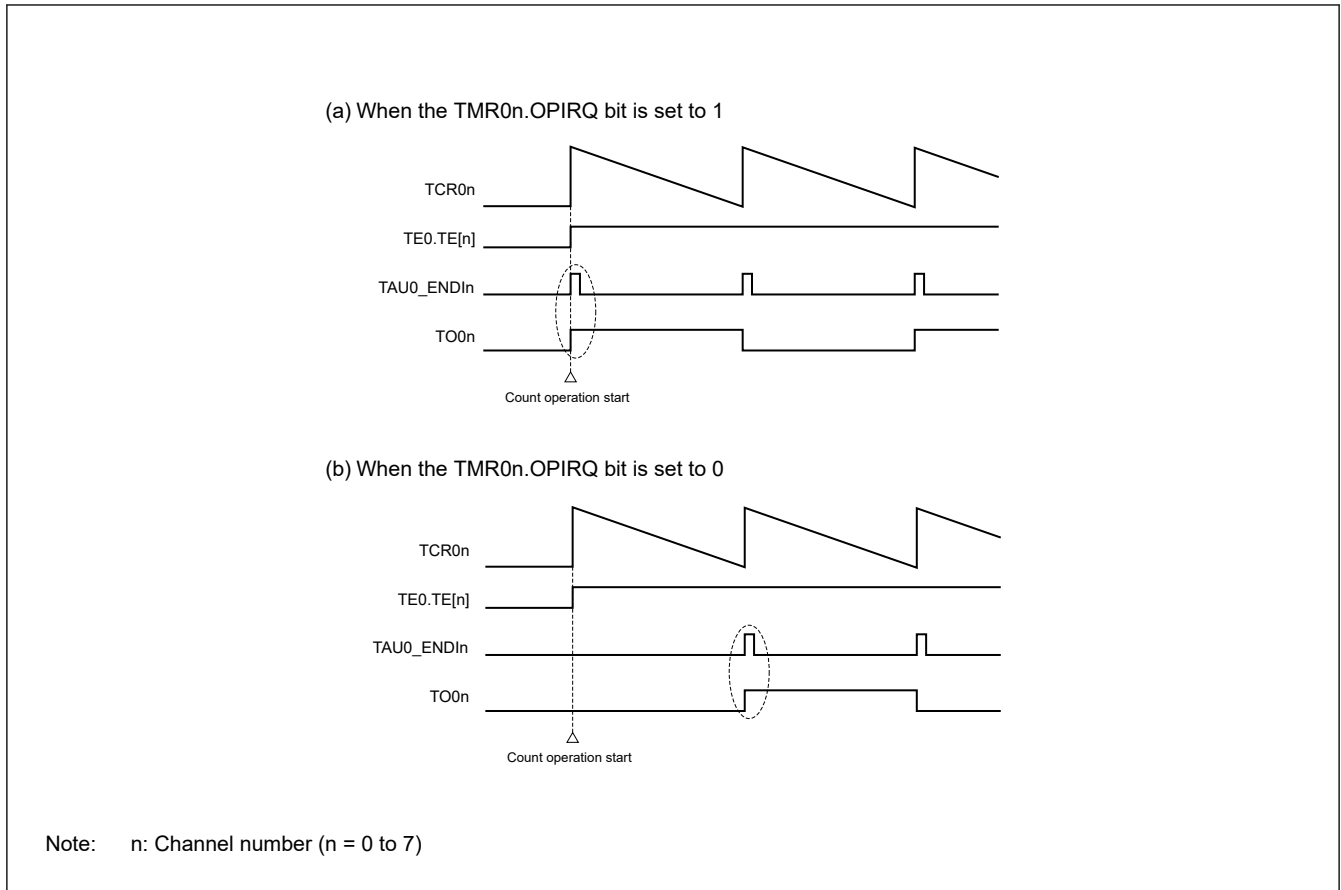 (a) When the TMR0n.OPIRQ bit is set to 1
TCR0n
TE0.TE[n]
TAU0_ENDIn
TO0n
Count operation start
(b) When the TMR0n.OPIRQ bit is set to 0
TCR0n
TE0.TE[n]
TAU0_ENDIn
TO0n
Count operation start
Note: n: Channel number (n = 0 to 7)